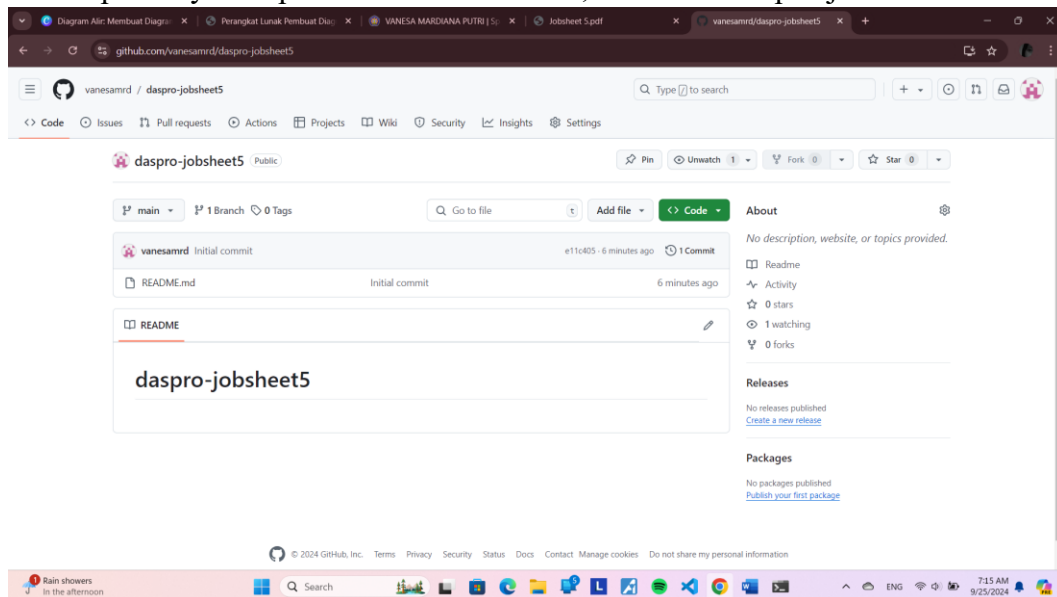 Diagram Alir: Membuat Diagra
Perangkat Lunak Pembuat Diag
VANESA MARDIANA PUTRI | Sp
Jobsheet 5.pdf
vanesamrd/daspro-jobsheet5
github.com/vanesamrd/daspro-jobsheet5
vanesamrd / daspro-jobsheet5
Type / to search
Code Issues Pull requests Actions Projects Wiki Security Insights Settings
daspro-jobsheet5 Public
Pin Unwatch 1 Fork 0 Star 0
main 1 Branch 0 Tags Go to file t Add file Code
About
No description, website, or topics provided.
vanesamrd Initial commit e11c405 · 6 minutes ago 1 Commit
README.md Initial commit 6 minutes ago
Readme
Activity
0 stars
1 watching
0 forks
README
daspro-jobsheet5
Releases
No releases published
Create a new release
Packages
No packages published
Publish your first package
© 2024 GitHub, Inc. Terms Privacy Security Status Docs Contact Manage cookies Do not share my personal information
1 Rain showers
In the afternoon
Search
ENG
7:15 AM
9/25/2024